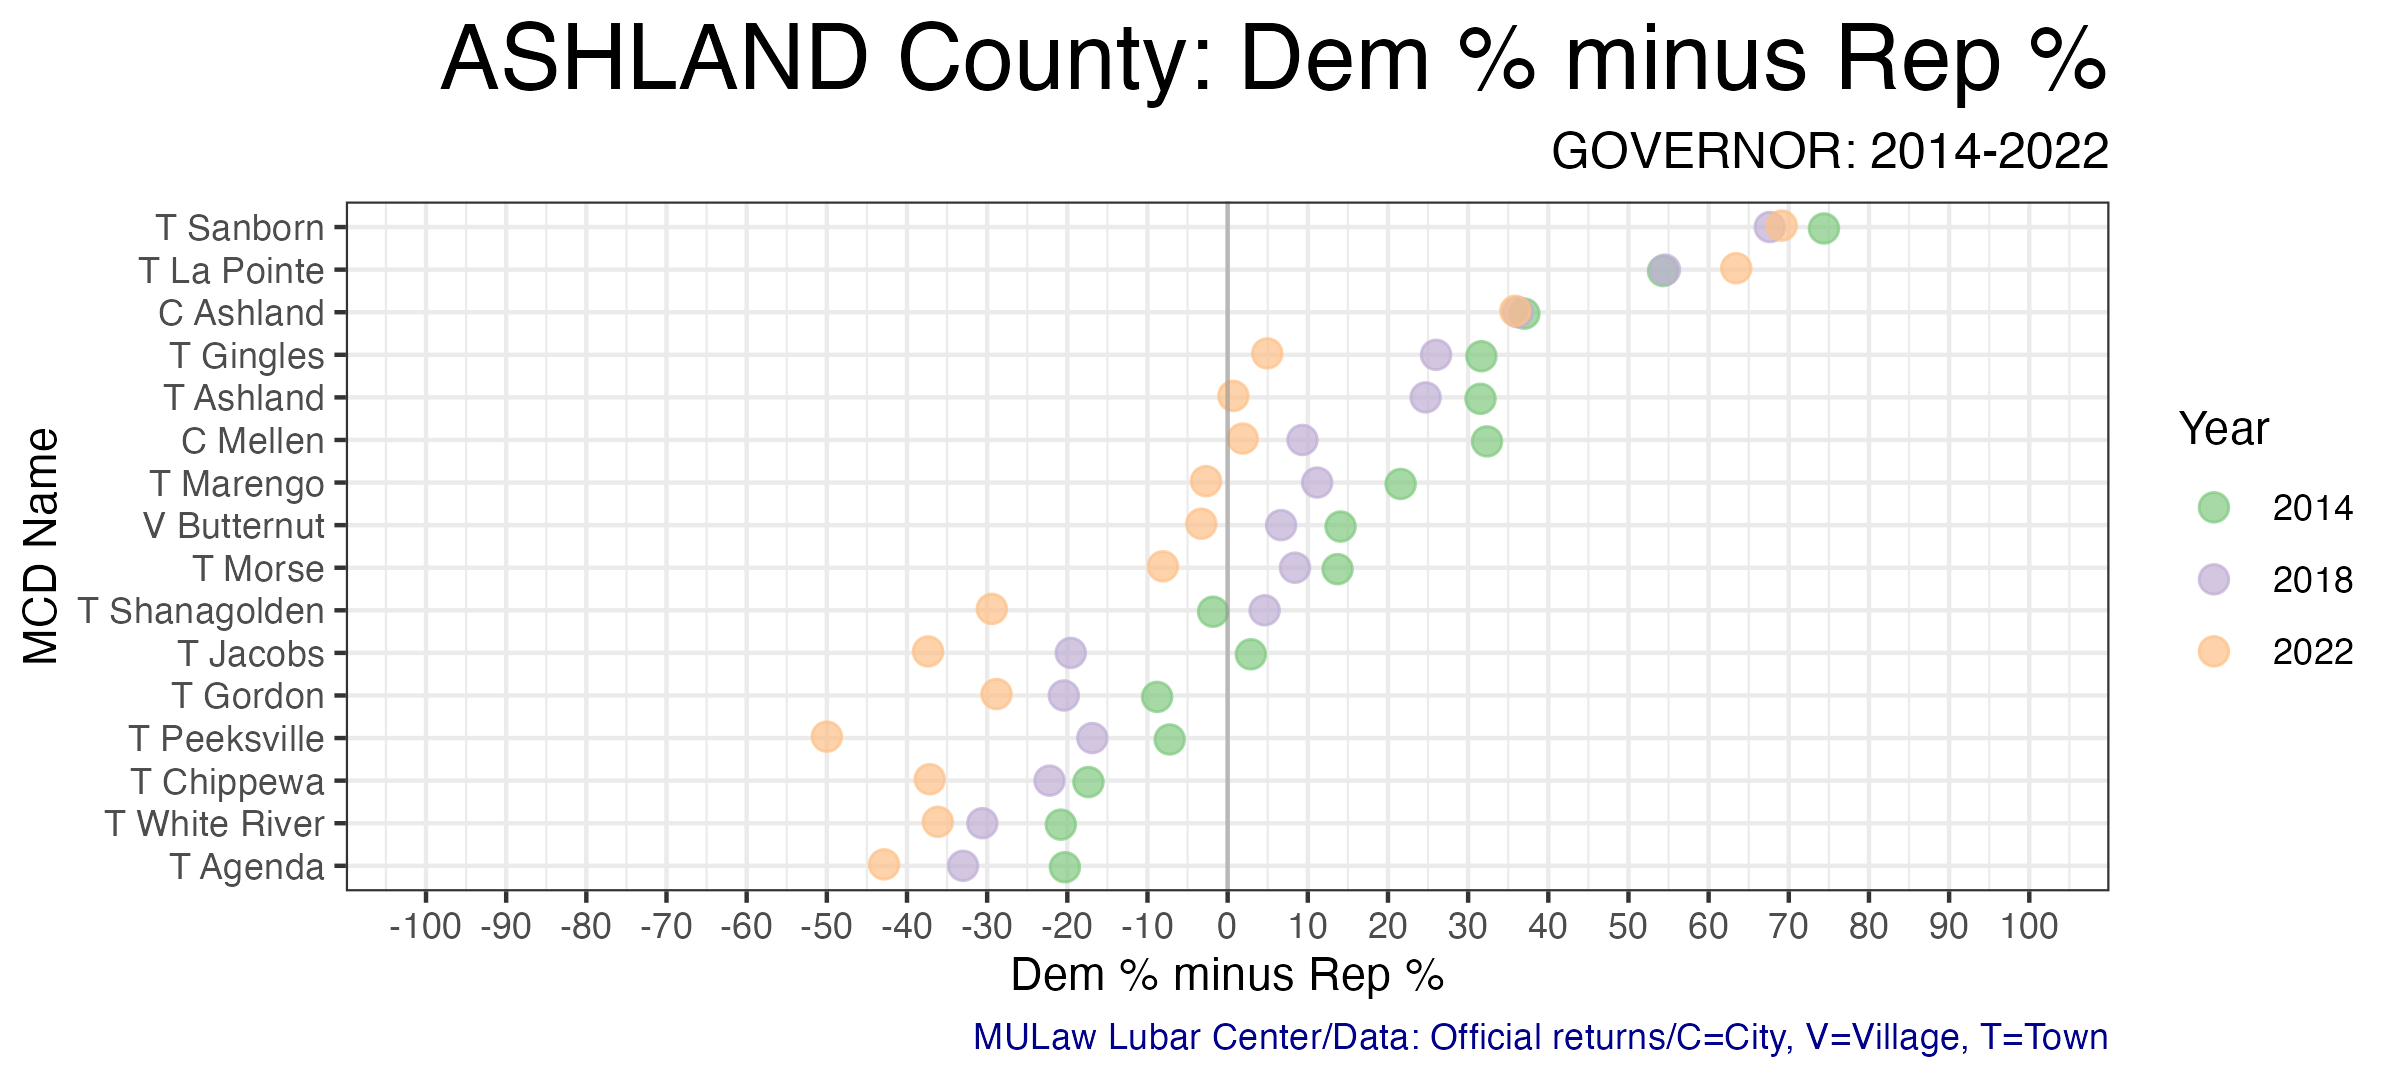 ASHLAND County: Dem % minus Rep %
GOVERNOR: 2014-2022
MCD Name
T Sanborn
T La Pointe
C Ashland
T Gingles
T Ashland
C Mellen
T Marengo
V Butternut
T Morse
T Shanagolden
T Jacobs
T Gordon
T Peeksville
T Chippewa
T White River
T Agenda
-100 -90 -80 -70 -60 -50 -40 -30 -20 -10 0 10 20 30 40 50 60 70 80 90 100
Dem % minus Rep %
Year
2014
2018
2022
MULaw Lubar Center/Data: Official returns/C=City, V=Village, T=Town